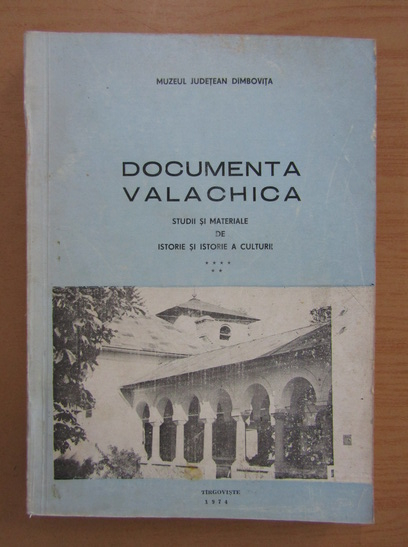 MUZEUL JUDEȚEAN DÎMBOVIȚA
DOCUMENTA
VALACHICA
STUDII ȘI MATERIALE
DE
ISTORIE ȘI ISTORIE A CULTURII
* * * *
* *
TÎRGOVIȘTE
1974